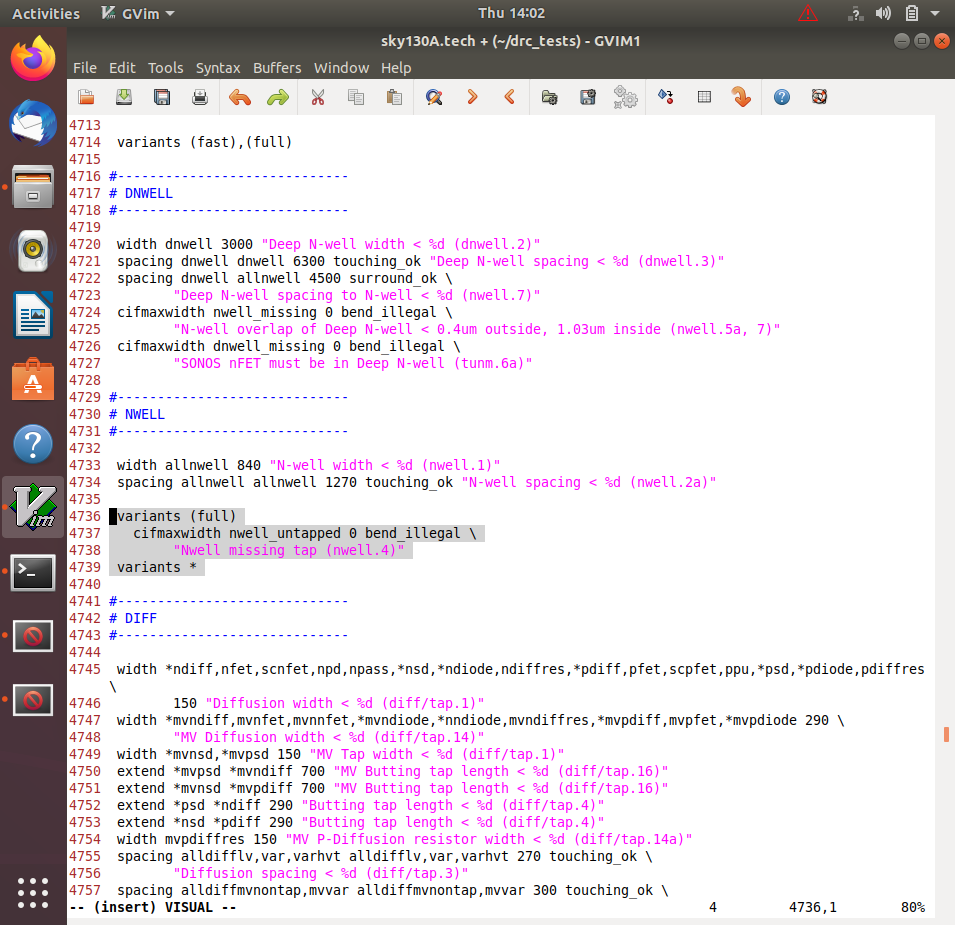 Activities GVim Thu 14:02
sky130A.tech + (~/drc_tests) - GVIM1
File Edit Tools Syntax Buffers Window Help
4713
4714 variants (fast),(full)
4715
4716 #-----------------------------
4717 # DNWELL
4718 #-----------------------------
4719
4720 width dnwell 3000 "Deep N-well width < %d (dnwell.2)"
4721 spacing dnwell dnwell 6300 touching_ok "Deep N-well spacing < %d (dnwell.3)"
4722 spacing dnwell allnwell 4500 surround_ok \
4723 "Deep N-well spacing to N-well < %d (nwell.7)"
4724 cifmaxwidth nwell_missing 0 bend_illegal \
4725 "N-well overlap of Deep N-well < 0.4um outside, 1.03um inside (nwell.5a, 7)"
4726 cifmaxwidth dnwell_missing 0 bend_illegal \
4727 "SONOS nFET must be in Deep N-well (tunm.6a)"
4728
4729 #-----------------------------
4730 # NWELL
4731 #-----------------------------
4732
4733 width allnwell 840 "N-well width < %d (nwell.1)"
4734 spacing allnwell allnwell 1270 touching_ok "N-well spacing < %d (nwell.2a)"
4735
4736 variants (full)
4737 cifmaxwidth nwell_untapped 0 bend_illegal \
4738 "Nwell missing tap (nwell.4)"
4739 variants *
4740
4741 #-----------------------------
4742 # DIFF
4743 #-----------------------------
4744
4745 width *ndiff,nfet,scnfet,npd,npass,*nsd,*ndiode,ndiffres,*pdiff,pfet,scpfet,ppu,*psd,*pdiode,pdiffres
\
4746 150 "Diffusion width < %d (diff/tap.1)"
4747 width *mvndiff,mvnfet,mvnnfet,*mvndiode,*nndiode,mvndiffres,*mvpdiff,mvpfet,*mvpdiode 290 \
4748 "MV Diffusion width < %d (diff/tap.14)"
4749 width *mvnsd,*mvpsd 150 "MV Tap width < %d (diff/tap.1)"
4750 extend *mvpsd *mvndiff 700 "MV Butting tap length < %d (diff/tap.16)"
4751 extend *mvnsd *mvpdiff 700 "MV Butting tap length < %d (diff/tap.16)"
4752 extend *psd *ndiff 290 "Butting tap length < %d (diff/tap.4)"
4753 extend *nsd *pdiff 290 "Butting tap length < %d (diff/tap.4)"
4754 width mvpdiffres 150 "MV P-Diffusion resistor width < %d (diff/tap.14a)"
4755 spacing alldifflv,var,varhvt alldifflv,var,varhvt 270 touching_ok \
4756 "Diffusion spacing < %d (diff/tap.3)"
4757 spacing alldiffmvnontap,mvvar alldiffmvnontap,mvvar 300 touching_ok \
-- (insert) VISUAL -- 4 4736,1 80%